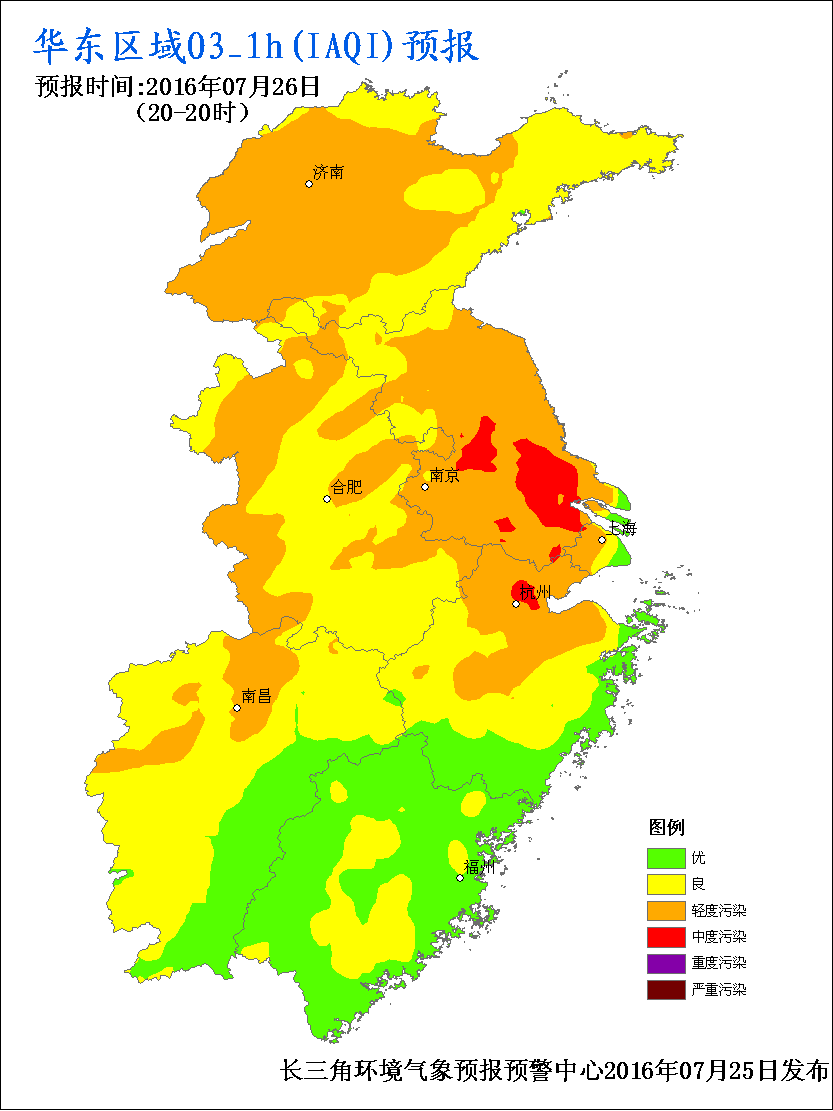 华东区域O3_1h(IAQI)预报
预报时间:2016年07月26日
(20-20时)
济南
南京
合肥
上海
杭州
南昌
福州
图例
优
良
轻度污染
中度污染
重度污染
严重污染
长三角环境气象预报预警中心2016年07月25日发布